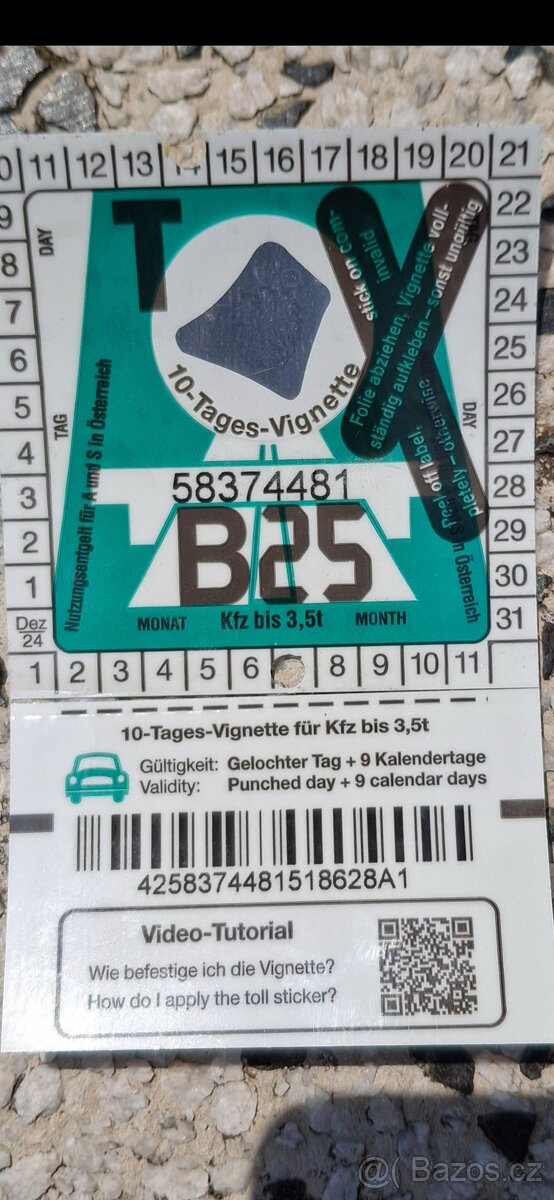 0 11 12 13 15 16 17 18 19 20 21
9 22
8 23
7 24
6 25
5 26
4 27
3 28
2 29
1 30
Dez 24 31
1 2 3 4 5 6 8 9 10 11
DAY
TAG
Nutzungsentgelt für A und S in Österreich
T
10-Tages-Vignette
Folie abziehen, Vignette voll-
ständig aufkleben – sonst ungültig
Peel off label,
stick on com-
pletely – otherwise
invalid
DAY
in Österreich
58374481
B25
MONAT Kfz bis 3,5t MONTH
10-Tages-Vignette für Kfz bis 3,5t
Gültigkeit: Gelochter Tag + 9 Kalendertage
Validity: Punched day + 9 calendar days
4258374481518628A1
Video-Tutorial
Wie befestige ich die Vignette?
How do I apply the toll sticker?
@( Bazos.cz